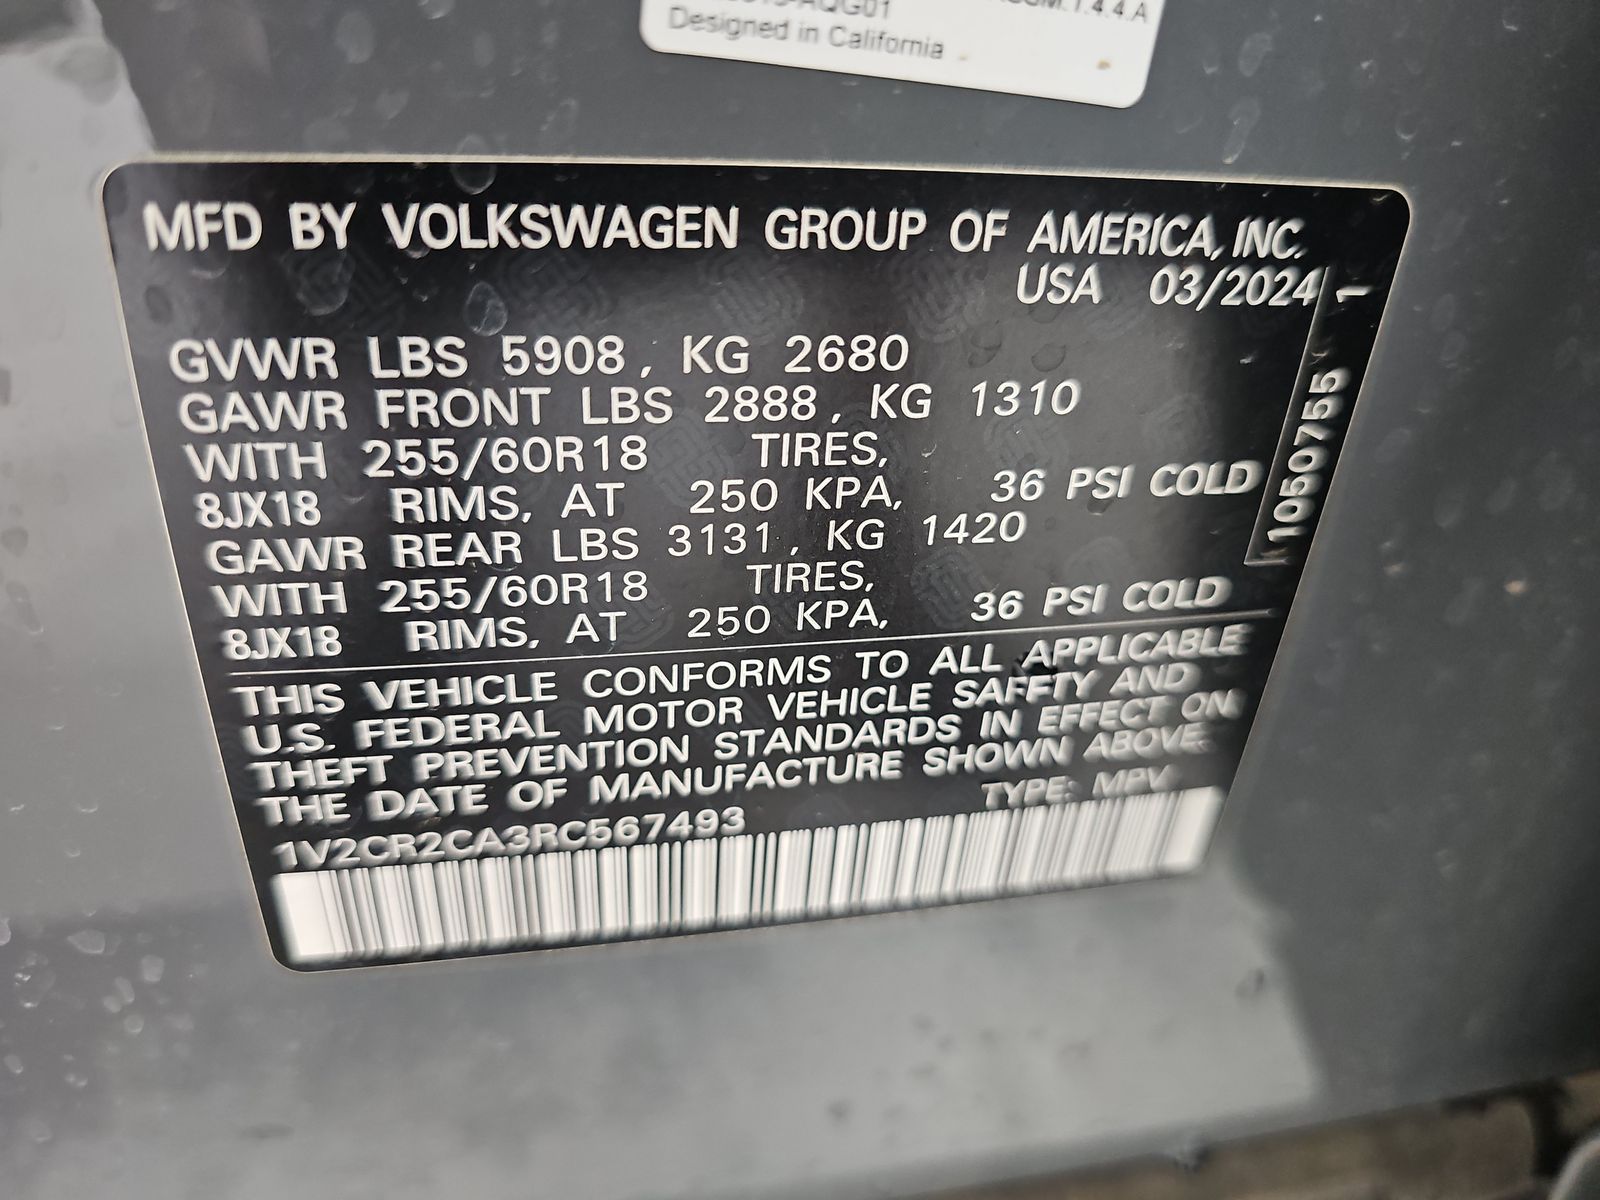 Designed in California
MFD BY VOLKSWAGEN GROUP OF AMERICA, INC.
USA 03/2024
GVWR LBS 5908, KG 2680
GAWR FRONT LBS 2888, KG 1310
WITH 255/60R18 TIRES,
8JX18 RIMS, AT 250 KPA, 36 PSI COLD
GAWR REAR LBS 3131, KG 1420
WITH 255/60R18 TIRES,
8JX18 RIMS, AT 250 KPA, 36 PSI COLD
THIS VEHICLE CONFORMS TO ALL APPLICABLE
U.S. FEDERAL MOTOR VEHICLE SAFETY AND
THEFT PREVENTION STANDARDS IN EFFECT ON
THE DATE OF MANUFACTURE SHOWN ABOVE.
1V2CR2CA3RC567493 TYPE: MPV
1050755 1